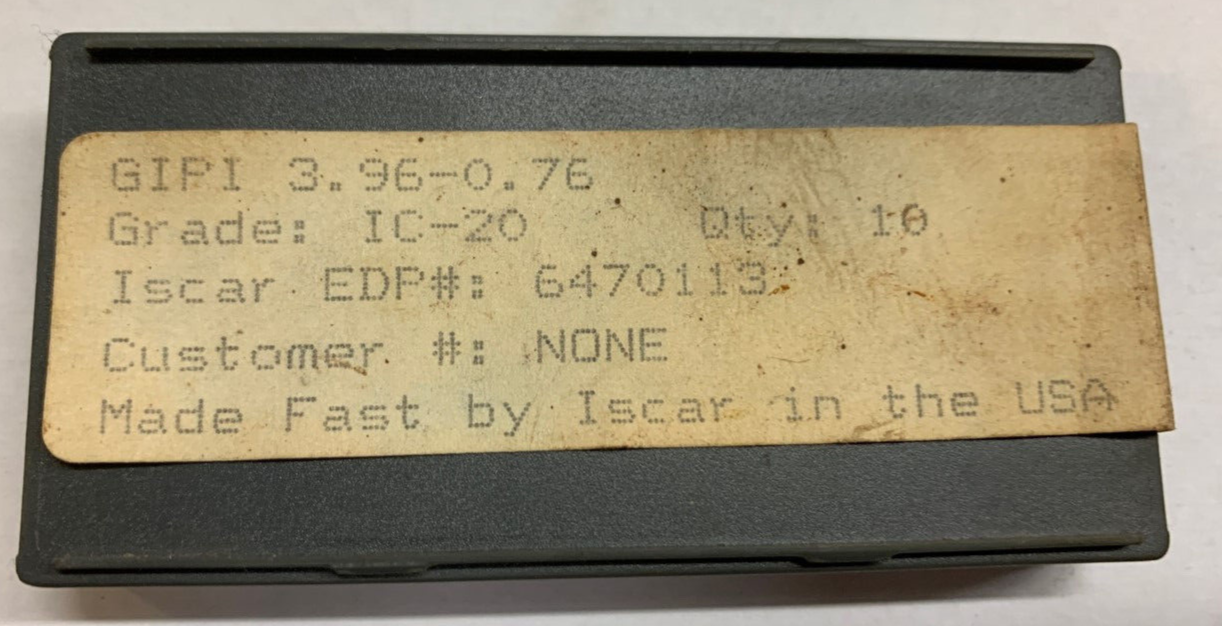 GIPI 3.96-0.76
Grade: IC-20 Qty: 10
Iscar EDP#: 6470113
Customer #: NONE
Made Fast by Iscar in the USA